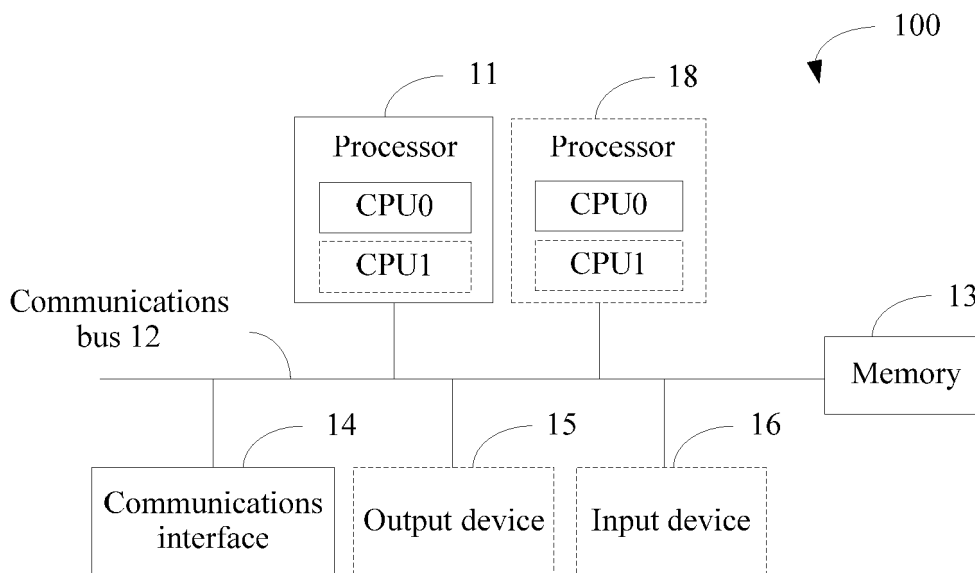 100
11
18
Processor
Processor
CPU0
CPU0
CPU1
CPU1
Communications
bus 12
13
Memory
14
15
16
Communications
interface
Output device
Input device